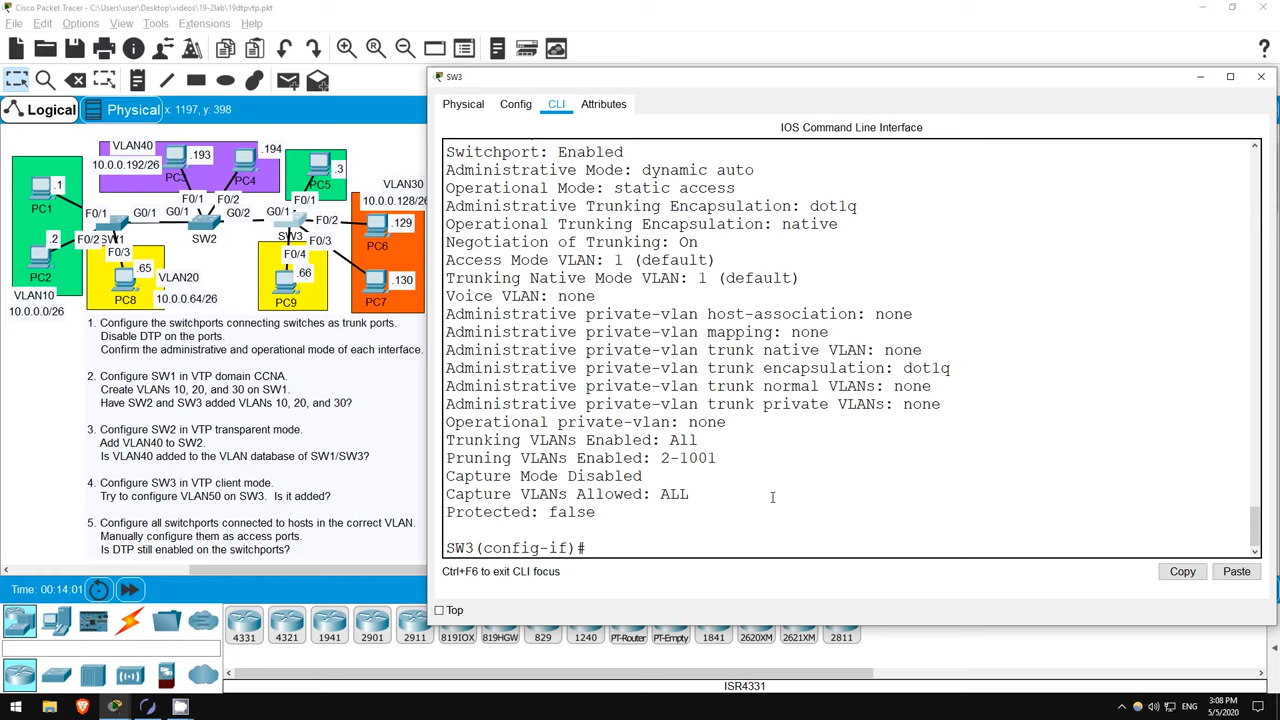 Cisco Packet Tracer - C:\Users\user\Desktop\videos\19-2lab\19dtpvtp.pkt
File Edit Options View Tools Extensions Help
Logical Physical x: 1197, y: 398
VLAN40
10.0.0.192/26
.193
.194
PC3
PC4
PC5
.3
VLAN30
10.0.0.128/26
.1
PC1
F0/1
G0/1
F0/1
F0/2
G0/1
G0/2
G0/1
F0/1
F0/2
.129
PC6
.2
F0/2
SW1
SW2
SW3
F0/3
F0/3
F0/4
PC2
.65
PC8
VLAN20
10.0.0.64/26
.66
PC9
.130
PC7
VLAN10
10.0.0.0/26
1. Configure the switchports connecting switches as trunk ports.
Disable DTP on the ports.
Confirm the administrative and operational mode of each interface.
2. Configure SW1 in VTP domain CCNA.
Create VLANs 10, 20, and 30 on SW1.
Have SW2 and SW3 added VLANs 10, 20, and 30?
3. Configure SW2 in VTP transparent mode.
Add VLAN40 to SW2.
Is VLAN40 added to the VLAN database of SW1/SW3?
4. Configure SW3 in VTP client mode.
Try to configure VLAN50 on SW3. Is it added?
5. Configure all switchports connected to hosts in the correct VLAN.
Manually configure them as access ports.
Is DTP still enabled on the switchports?
SW3
Physical Config CLI Attributes
IOS Command Line Interface
Switchport: Enabled
Administrative Mode: dynamic auto
Operational Mode: static access
Administrative Trunking Encapsulation: dot1q
Operational Trunking Encapsulation: native
Negotiation of Trunking: On
Access Mode VLAN: 1 (default)
Trunking Native Mode VLAN: 1 (default)
Voice VLAN: none
Administrative private-vlan host-association: none
Administrative private-vlan mapping: none
Administrative private-vlan trunk native VLAN: none
Administrative private-vlan trunk encapsulation: dot1q
Administrative private-vlan trunk normal VLANs: none
Administrative private-vlan trunk private VLANs: none
Operational private-vlan: none
Trunking VLANs Enabled: All
Pruning VLANs Enabled: 2-1001
Capture Mode Disabled
Capture VLANs Allowed: ALL
Protected: false
SW3(config-if)#
Ctrl+F6 to exit CLI focus
Copy Paste
Top
Time: 00:14:01
4331 4321 1941 2901 2911 819IOX 819HGW 829 1240 PT-Router PT-Empty 1841 2620XM 2621XM 2811
ISR4331
3:08 PM
5/5/2020